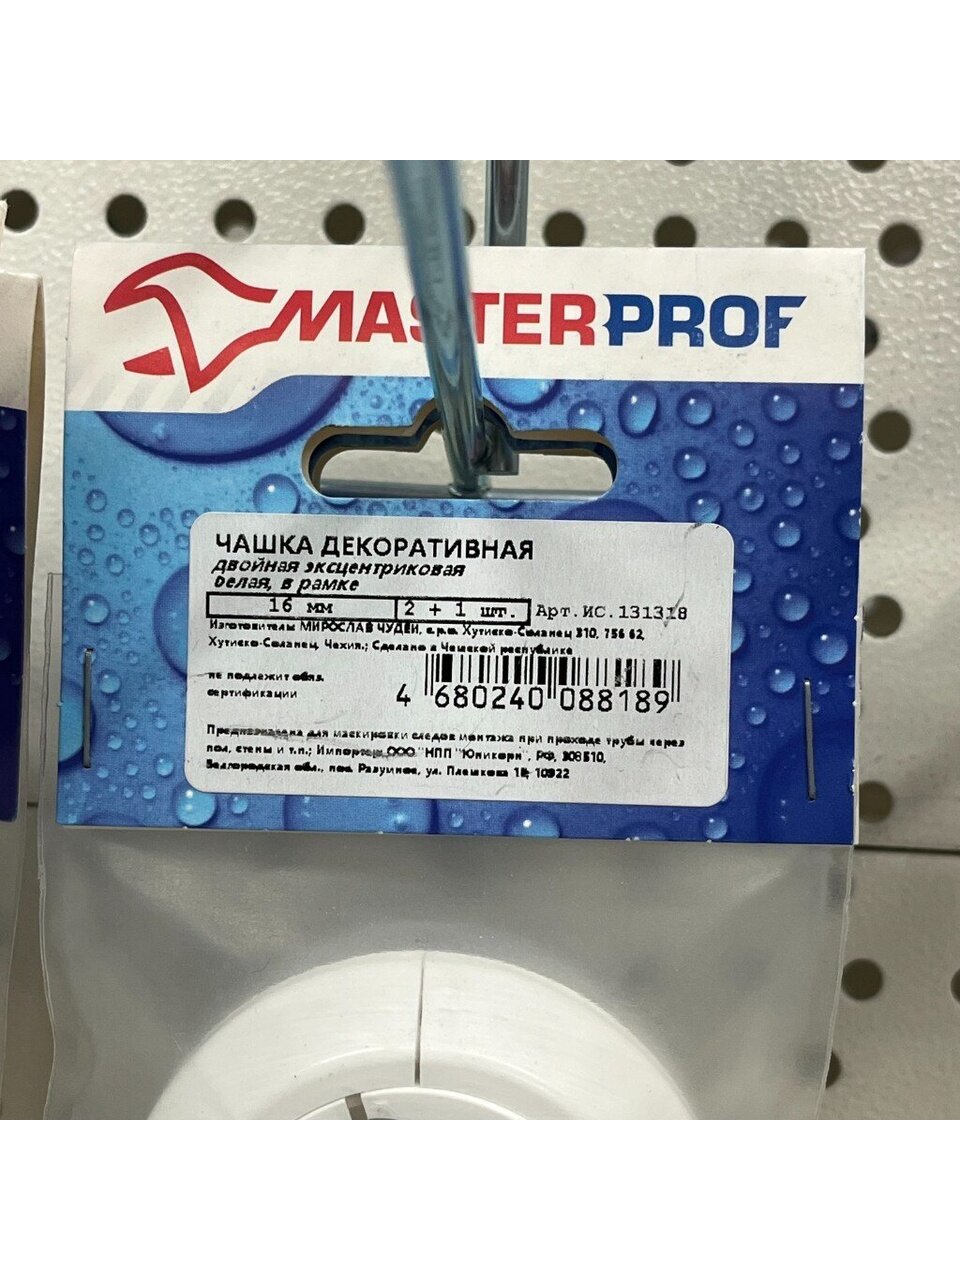 MASTERPROF
ЧАШКА ДЕКОРАТИВНАЯ
двойная эксцентриковая
белая, в рамке
16 мм 2 + 1 шт. Арт.ИС.131318
Изготовитель МИРОСЛАВ ЧУДЕЙ, с.р.о. Хутиско-Соланец 310, 756 62,
Хутиско-Соланец, Чехия.; Сделано в Чешской республике
не подлежит обяз.
сертификации
4 680240 088189
Предназначена для маскировки следов монтажа при проходе трубы через
пол, стены и т.п.; Импортер ООО "НПП "Юникорн", РФ, 308510,
Белгородская обл., пос. Разумное, ул. Плешкова